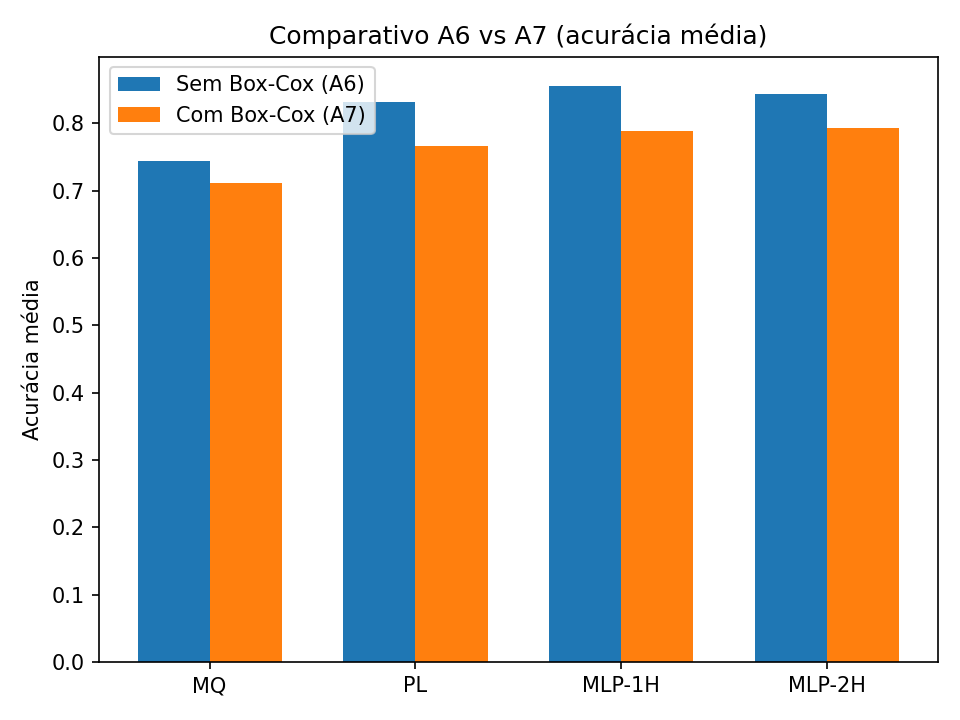 Comparativo A6 vs A7 (acurácia média)
Sem Box-Cox (A6)
Com Box-Cox (A7)
Acurácia média
0.8
0.7
0.6
0.5
0.4
0.3
0.2
0.1
0.0
MQ
PL
MLP-1H
MLP-2H